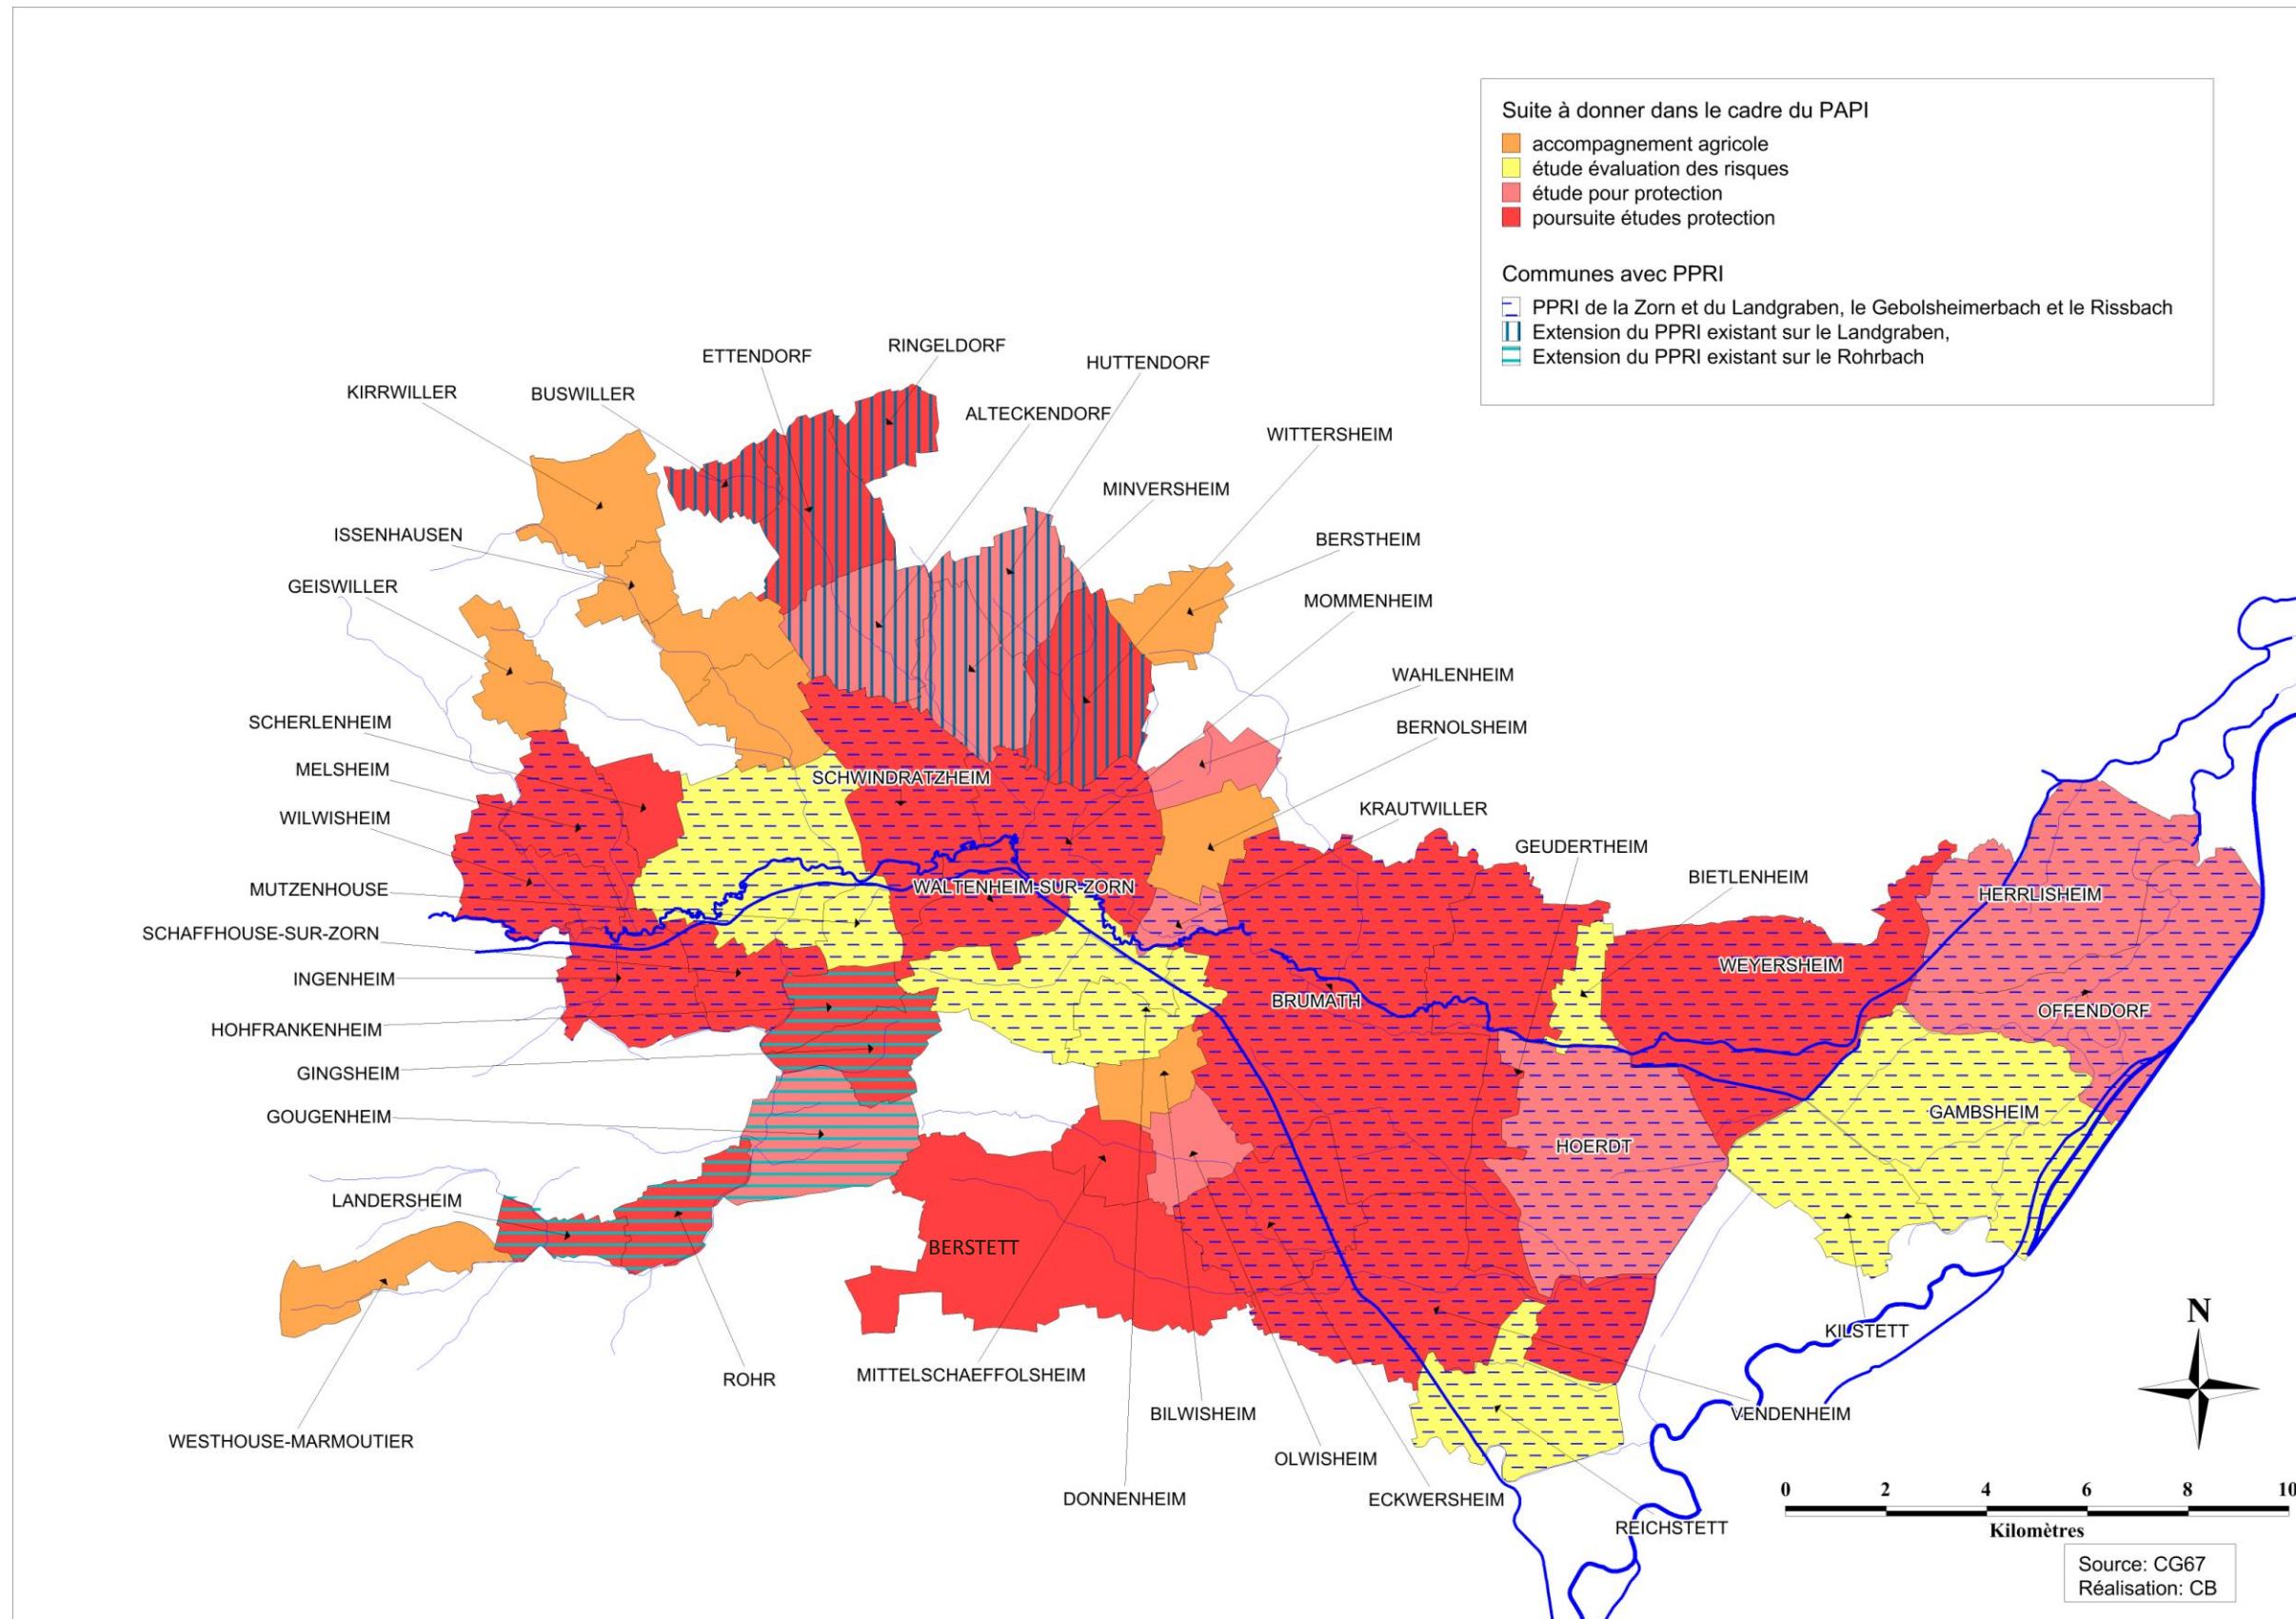 Suite à donner dans le cadre du PAPI
accompagnement agricole
étude évaluation des risques
étude pour protection
poursuite études protection
Communes avec PPRI
PPRI de la Zorn et du Landgraben, le Gebolsheimerbach et le Rissbach
Extension du PPRI existant sur le Landgraben,
Extension du PPRI existant sur le Rohrbach
RINGELDORF
ETTENDORF
HUTTENDORF
KIRRWILLER
BUSWILLER
ALTECKENDORF
WITTERSHEIM
MINVERSHEIM
ISSENHAUSEN
BERSTHEIM
GEISWILLER
MOMMENHEIM
WAHLENHEIM
SCHERLENHEIM
BERNOLSHEIM
MELSHEIM
SCHWINDRATZHEIM
KRAUTWILLER
WILWISHEIM
GEUDERTHEIM
BIETLENHEIM
MUTZENHOUSE
WALTENHEIM-SUR-ZORN
HERRLISHEIM
SCHAFFHOUSE-SUR-ZORN
WEYERSHEIM
INGENHEIM
BRUMATH
OFFENDORF
HOHFRANKENHEIM
GINGSHEIM
GAMBSHEIM
GOUGENHEIM
HOERDT
LANDERSHEIM
BERSTETT
KILSTETT
N
MITTELSCHAEFFOLSHEIM
ROHR
BILWISHEIM
VENDENHEIM
WESTHOUSE-MARMOUTIER
OLWISHEIM
DONNENHEIM
ECKWERSHEIM
REICHSTETT
0 2 4 6 8 10
Kilomètres
Source: CG67
Réalisation: CB